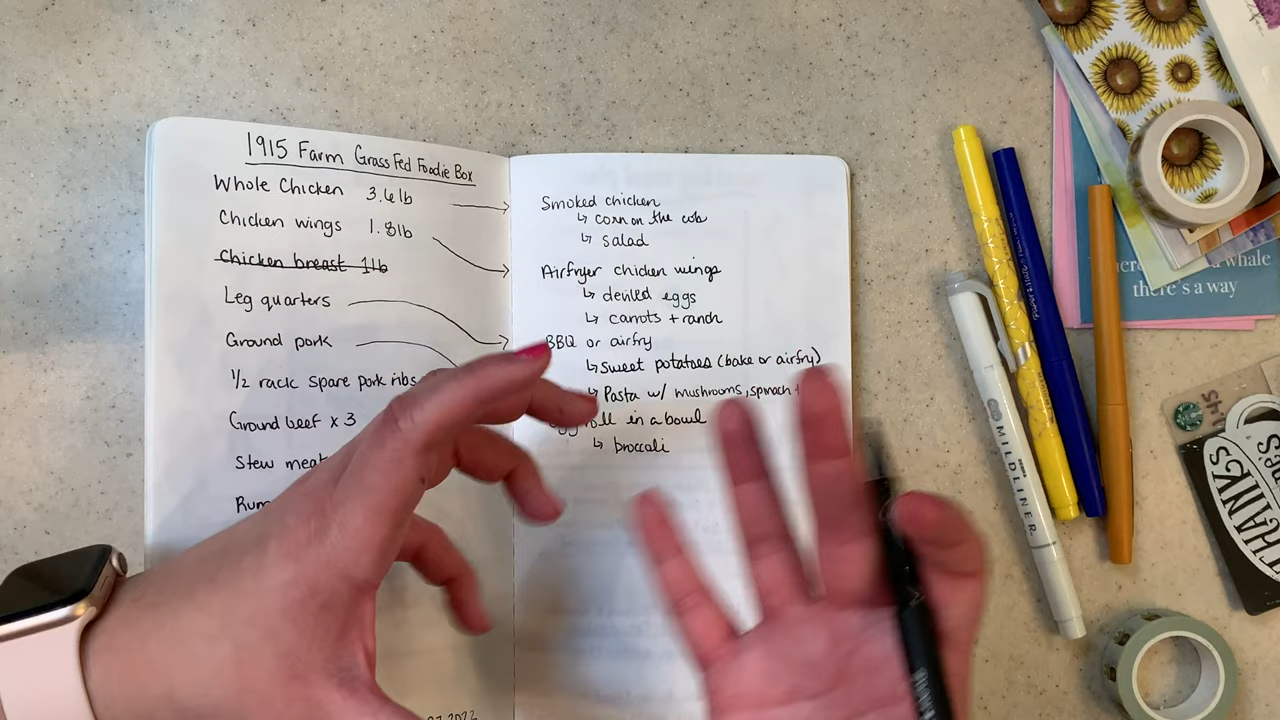 1915 Farm Grass Fed Foodie Box
Whole Chicken 3.6lb
Chicken wings 1.8lb
Chicken breast 1lb
Leg quarters
Ground pork
1/2 rack spare pork ribs
Ground beef x 3
Stew meat
Smoked chicken
↳ corn on the cob
↳ salad
Airfryer chicken wings
↳ deviled eggs
↳ carrots + ranch
BBQ or airfry
↳ sweet potatoes (bake or airfry)
↳ Pasta w/ mushrooms, spinach +
roll in a bowl
↳ broccoli
2022
MILDLINER
whole
there's a way
THANKS